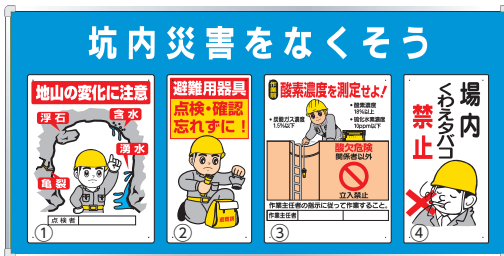 坑内災害をなくそう
地山の変化に注意
浮石
含水
湧水
亀裂
点検者
①
避難用器具
点検・確認
忘れずに！
②
作業前
酸素濃度を測定せよ！
・酸素濃度
18％以上
・炭酸ガス濃度
1.5％以下
・硫化水素濃度
10ppm以下
酸欠危険
関係者以外
立入禁止
作業主任者の指示に従って作業すること。
作業主任者
③
場内
くわえタバコ
禁止
④